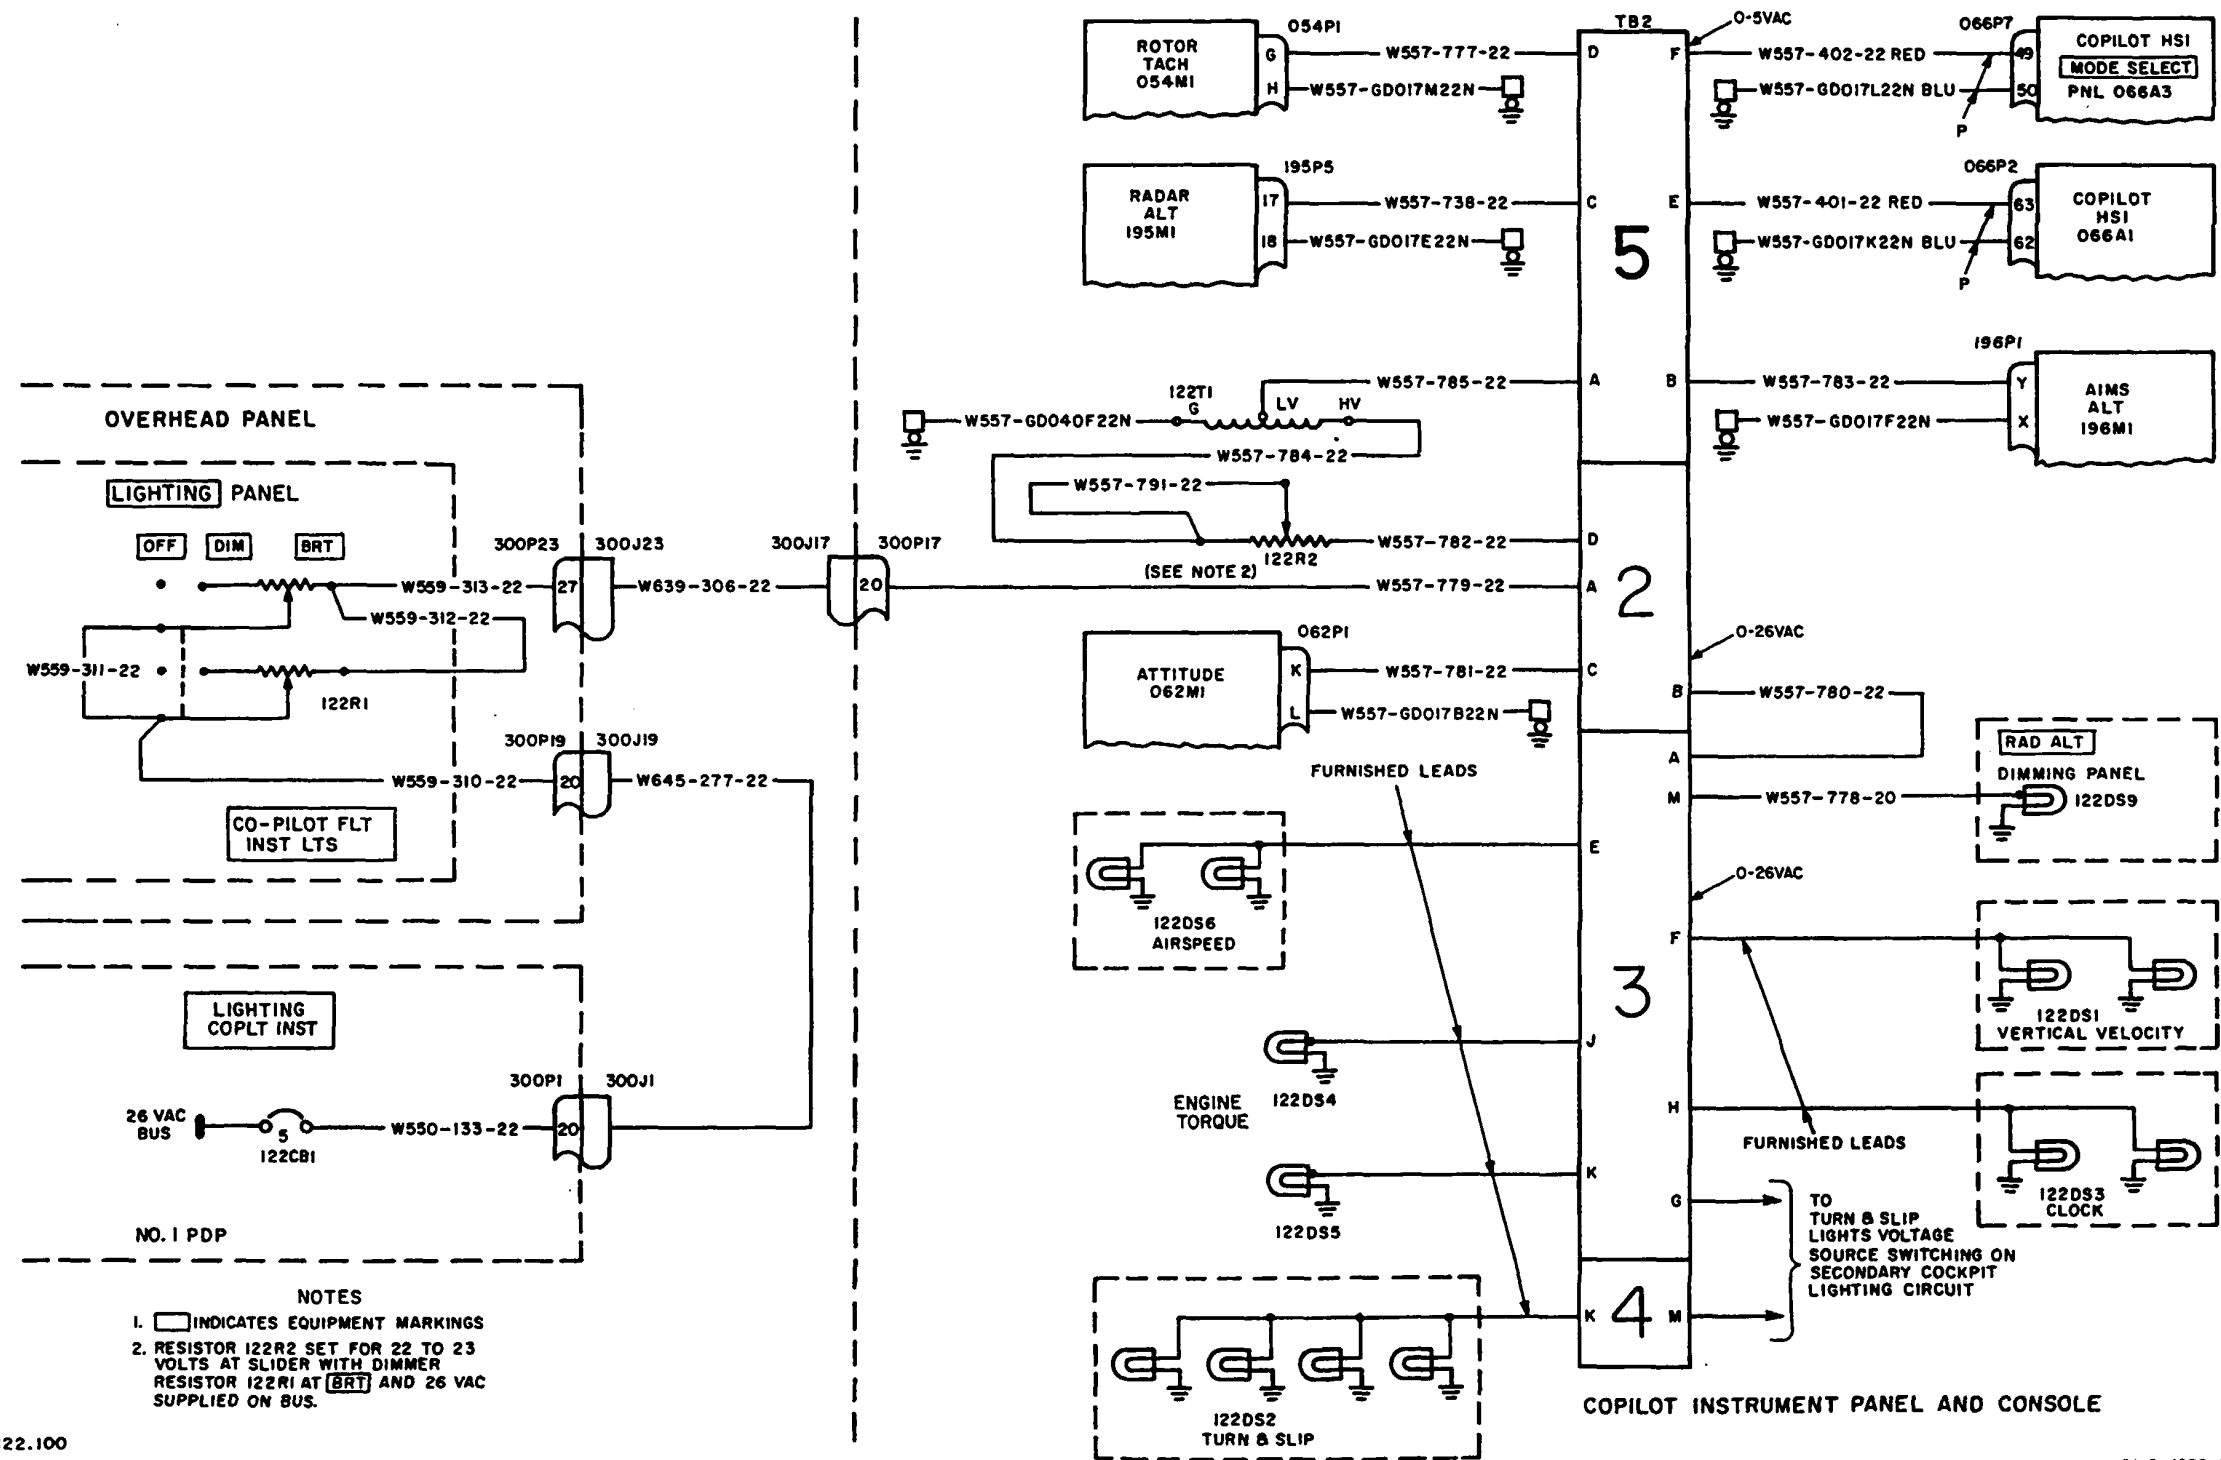 OVERHEAD PANEL
LIGHTING PANEL
OFF DIM BRT
W559-313-22
W559-312-22
W559-311-22
122R1
300P23 300J23
27
W639-306-22
300J17 300P17
20
300P19 300J19
W559-310-22
20
W645-277-22
CO-PILOT FLT
INST LTS
LIGHTING
COPLT INST
26 VAC
BUS
5
122CB1
W550-133-22
300P1 300J1
20
NO. 1 PDP
NOTES
1. INDICATES EQUIPMENT MARKINGS
2. RESISTOR 122R2 SET FOR 22 TO 23
VOLTS AT SLIDER WITH DIMMER
RESISTOR 122R1 AT BRT AND 26 VAC
SUPPLIED ON BUS.
22.100
ROTOR
TACH
054M1
054P1
G
H
W557-777-22
W557-GD017M22N
RADAR
ALT
195M1
195P5
17
18
W557-738-22
W557-GD017E22N
122T1
G LV HV
W557-785-22
W557-GD040F22N
W557-784-22
W557-791-22
122R2
(SEE NOTE 2)
W557-782-22
W557-779-22
ATTITUDE
062M1
062P1
K
L
W557-781-22
W557-GD017B22N
FURNISHED LEADS
122DS6
AIRSPEED
ENGINE
TORQUE
122DS4
122DS5
122DS2
TURN & SLIP
TB2
D F
C E
5
A B
D
2
A
C
B
A
M
E
F
3
J
H
K
G
K 4 M
0-5VAC
W557-402-22 RED
W557-GD017L22N BLU
P
066P7
49
50
COPILOT HSI
MODE SELECT
PNL 066A3
W557-401-22 RED
W557-GD017K22N BLU
P
066P2
63
62
COPILOT
HSI
066A1
W557-783-22
W557-GD017F22N
196P1
Y
X
AIMS
ALT
196M1
0-26VAC
W557-780-22
W557-778-20
RAD ALT
DIMMING PANEL
122DS9
0-26VAC
122DS1
VERTICAL VELOCITY
FURNISHED LEADS
122DS3
CLOCK
TO
TURN & SLIP
LIGHTS VOLTAGE
SOURCE SWITCHING ON
SECONDARY COCKPIT
LIGHTING CIRCUIT
COPILOT INSTRUMENT PANEL AND CONSOLE